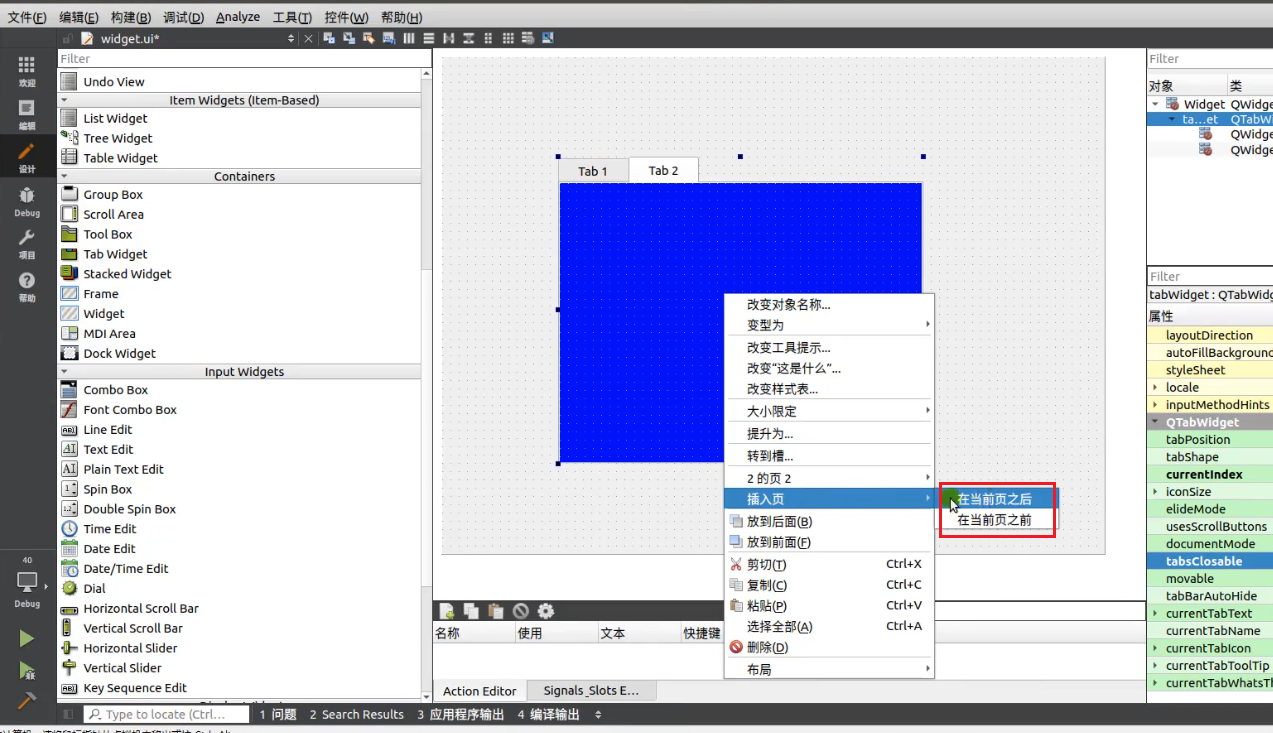 文件(F) 编辑(E) 构建(B) 调试(D) Analyze 工具(T) 控件(W) 帮助(H)
widget.ui*
欢迎
编辑
设计
Debug
项目
帮助
40
Debug
Filter
Undo View
Item Widgets (Item-Based)
List Widget
Tree Widget
Table Widget
Containers
Group Box
Scroll Area
Tool Box
Tab Widget
Stacked Widget
Frame
Widget
MDI Area
Dock Widget
Input Widgets
Combo Box
Font Combo Box
Line Edit
Text Edit
Plain Text Edit
Spin Box
Double Spin Box
Time Edit
Date Edit
Date/Time Edit
Dial
Horizontal Scroll Bar
Vertical Scroll Bar
Horizontal Slider
Vertical Slider
Key Sequence Edit
Tab 1 Tab 2
改变对象名称...
变型为
改变工具提示...
改变“这是什么”...
改变样式表...
大小限定
提升为...
转到槽...
2 的页 2
插入页
放到后面(B)
放到前面(F)
剪切(T) Ctrl+X
复制(C) Ctrl+C
粘贴(P) Ctrl+V
选择全部(A) Ctrl+A
删除(D)
布局
在当前页之后
在当前页之前
名称 使用 文本 快捷键
Action Editor Signals_Slots E...
Filter
对象 类
Widget QWidge
ta...et QTabWi
QWidge
QWidge
Filter
tabWidget : QTabWidg
属性
layoutDirection
autoFillBackground
styleSheet
locale
inputMethodHints
QTabWidget
tabPosition
tabShape
currentIndex
iconSize
elideMode
usesScrollButtons
documentMode
tabsClosable
movable
tabBarAutoHide
currentTabText
currentTabName
currentTabIcon
currentTabToolTip
currentTabWhatsTh
Type to locate (Ctrl... 1 问题 2 Search Results 3 应用程序输出 4 编译输出